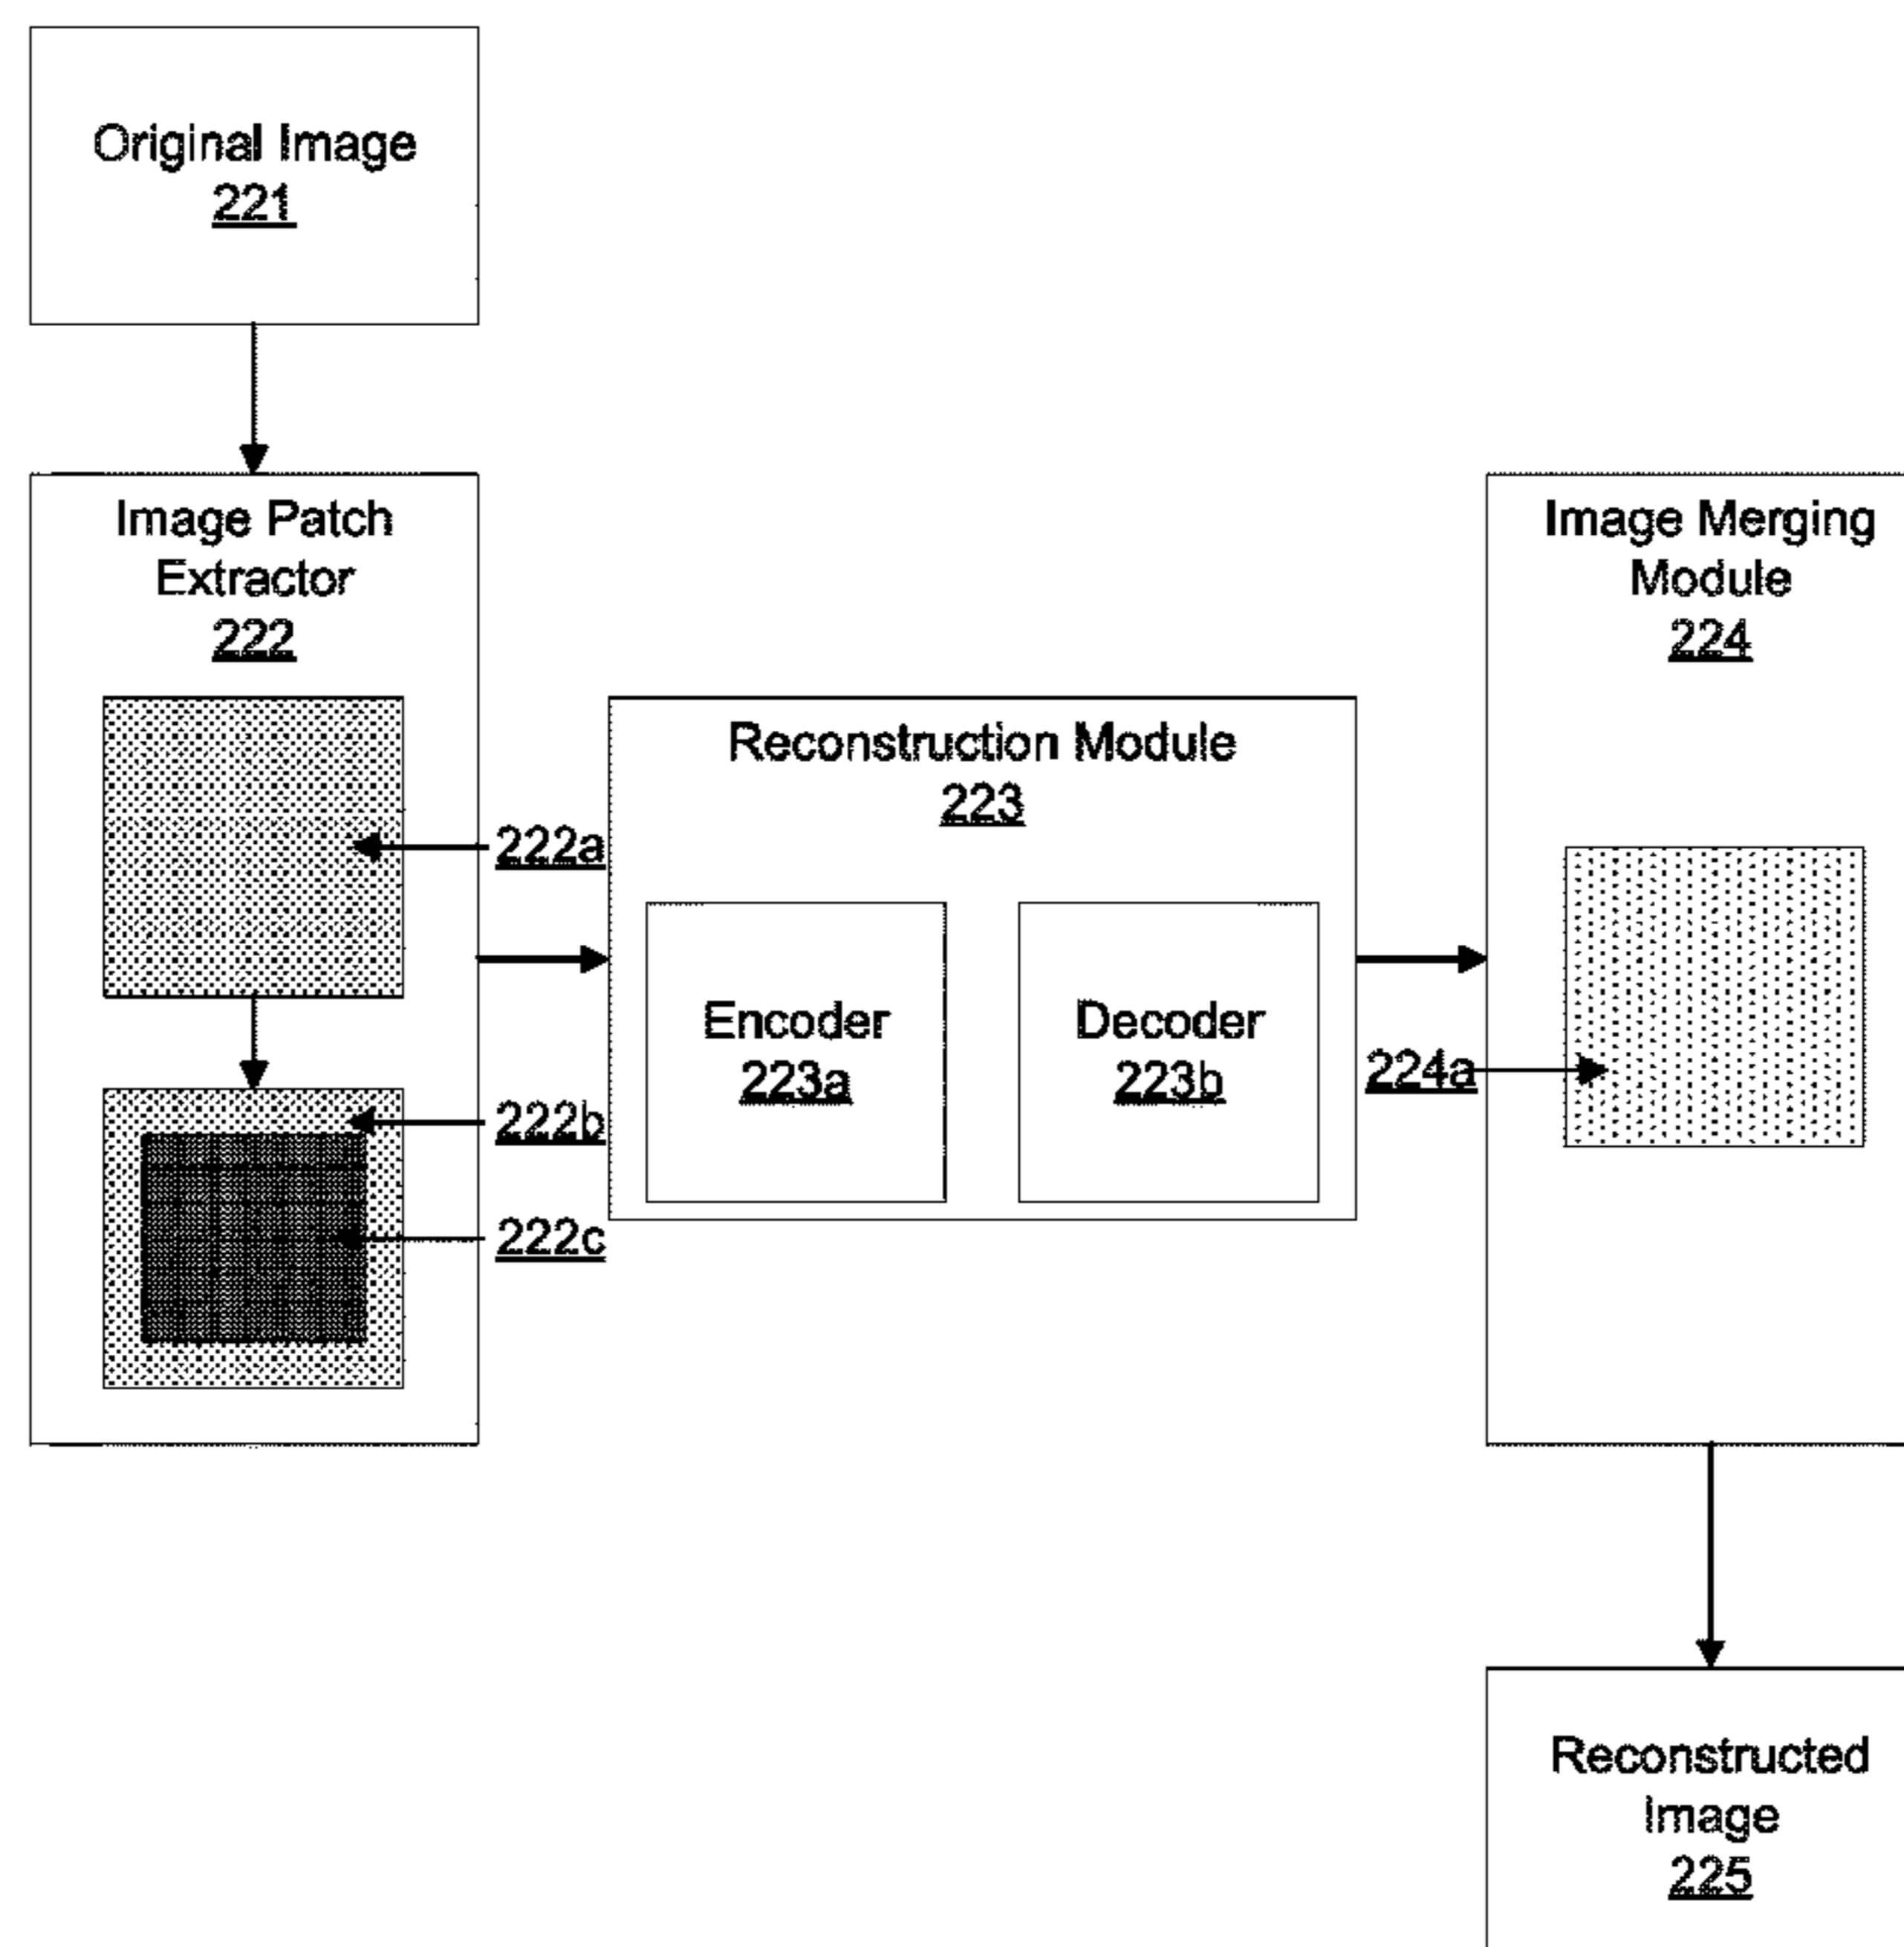 Original Image
221
Image Patch
Extractor
222
222a
222b
222c
Reconstruction Module
223
Encoder
223a
Decoder
223b
Image Merging
Module
224
224a
Reconstructed
Image
225